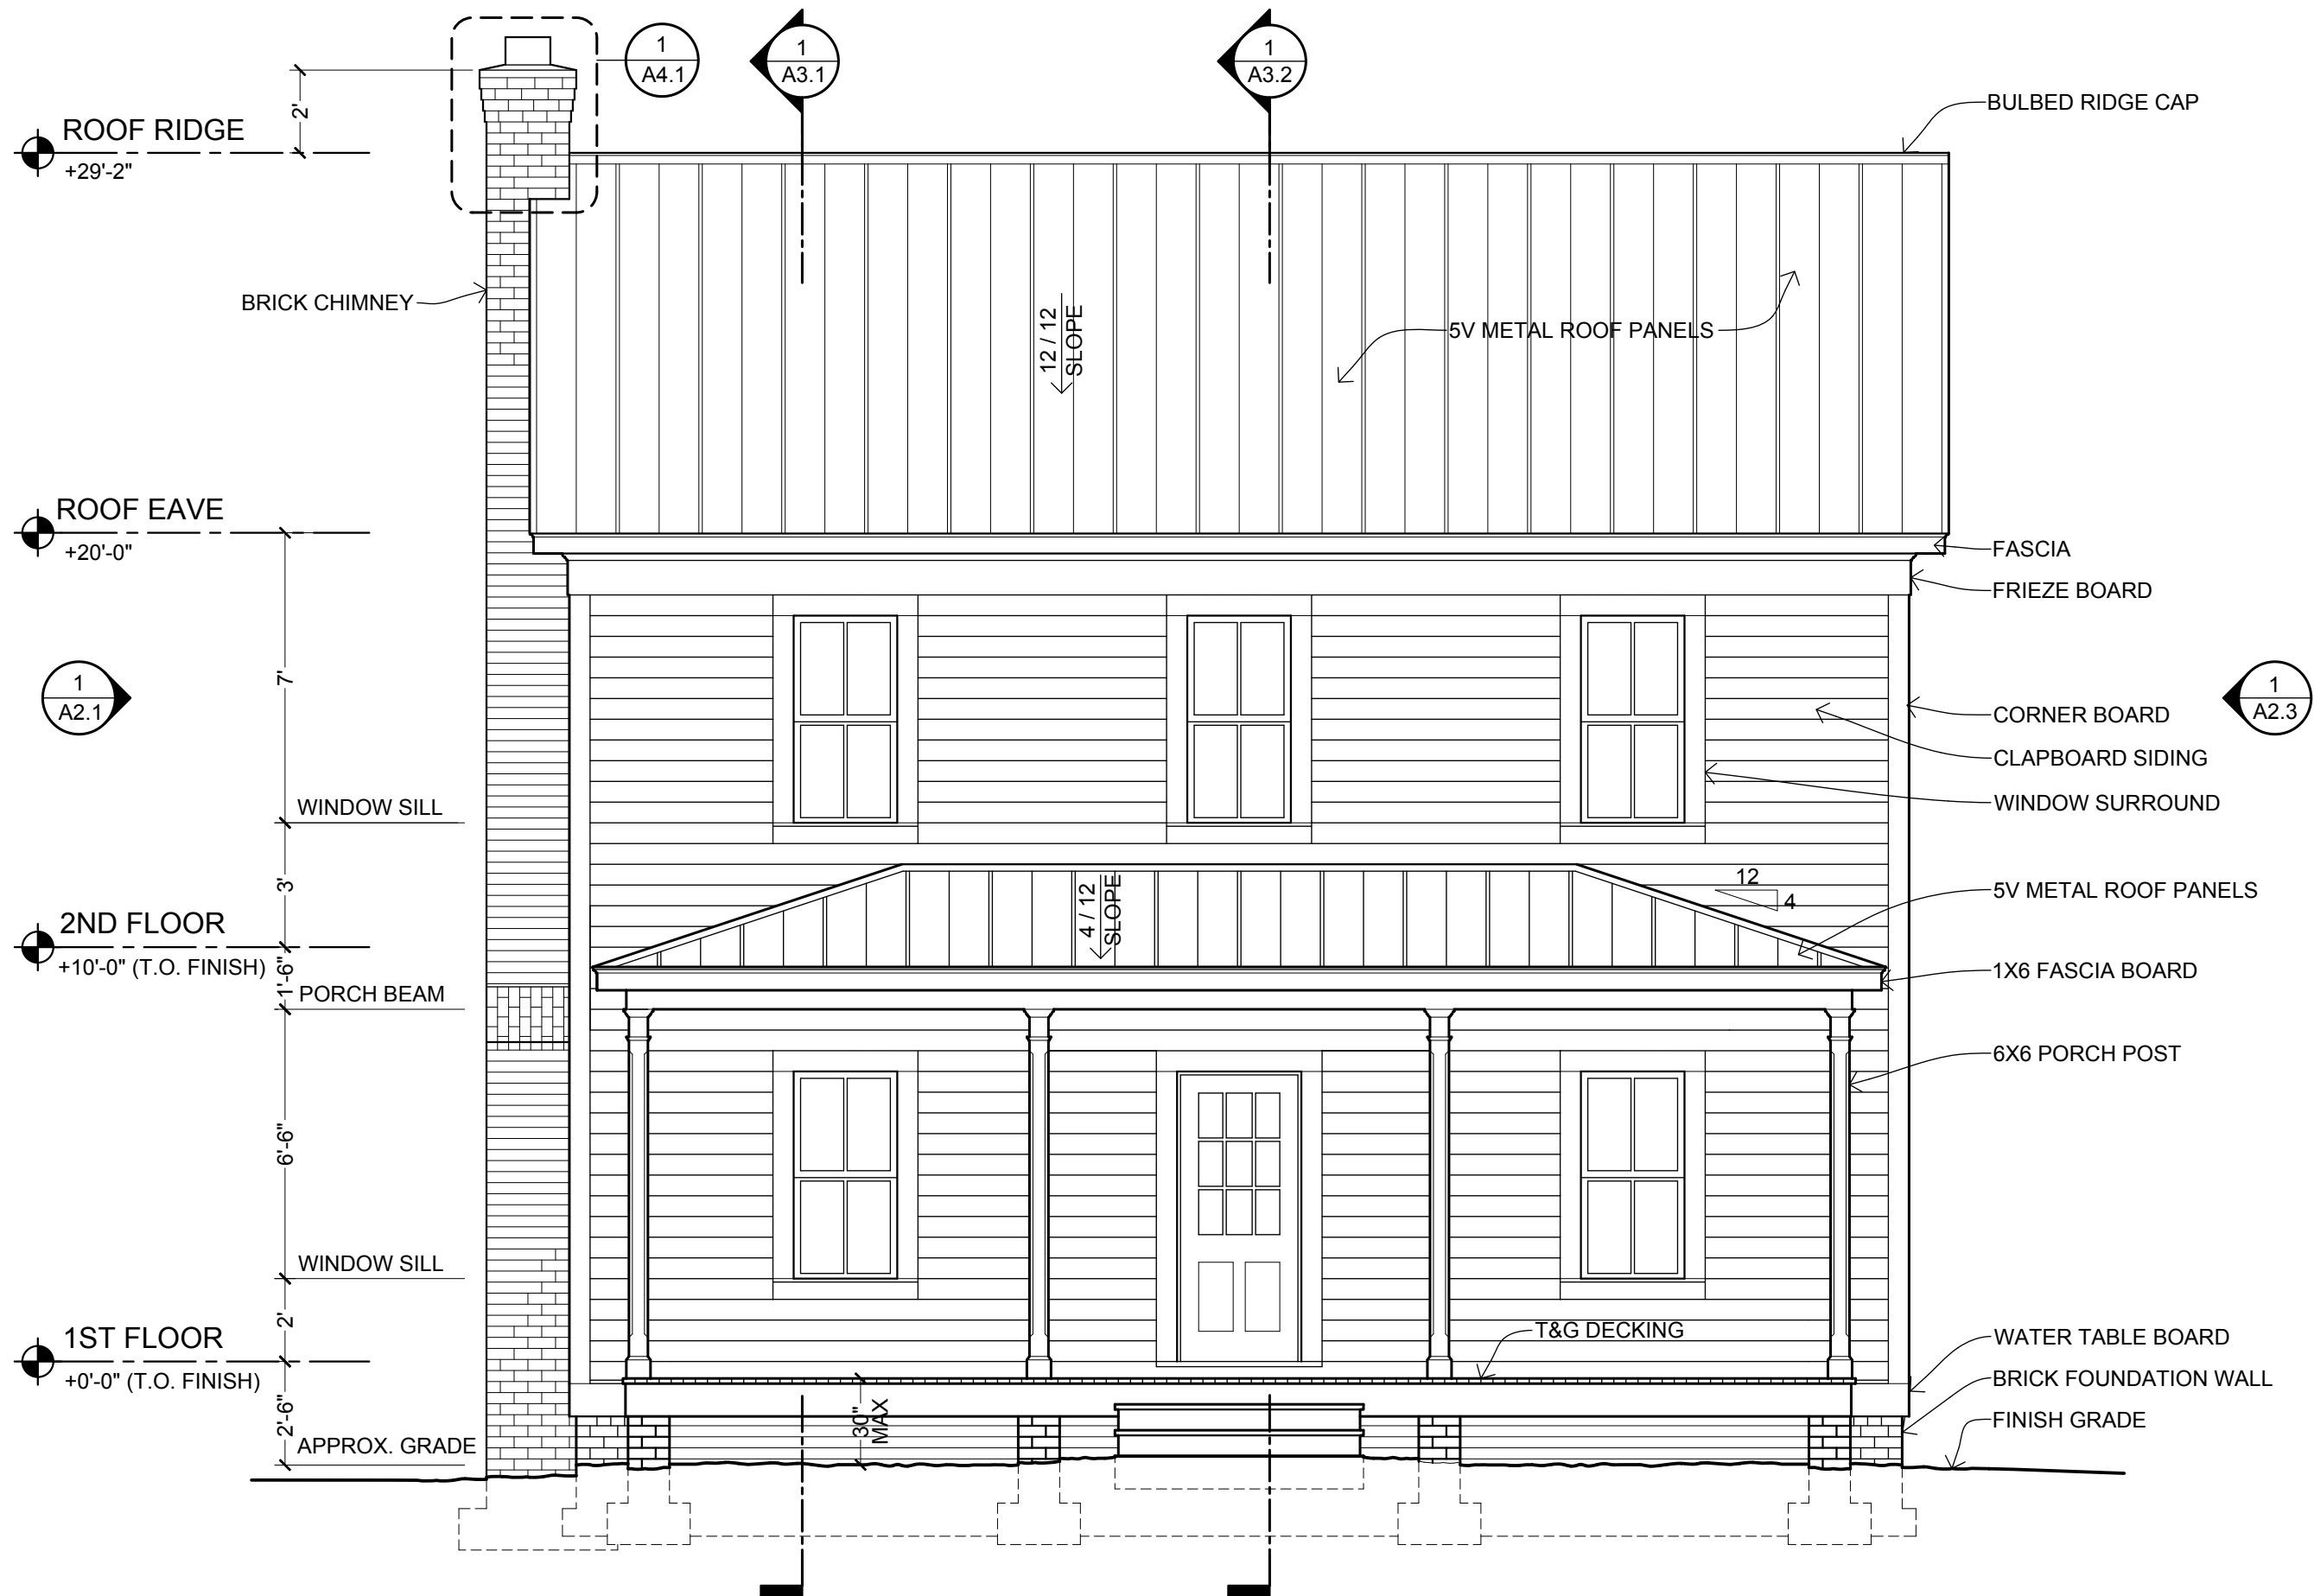 1
A4.1
1
A3.1
1
A3.2
2'
BULBED RIDGE CAP
ROOF RIDGE
+29'-2"
BRICK CHIMNEY
12 / 12
SLOPE
5V METAL ROOF PANELS
ROOF EAVE
+20'-0"
FASCIA
FRIEZE BOARD
7'
1
A2.1
1
A2.3
CORNER BOARD
CLAPBOARD SIDING
WINDOW SURROUND
WINDOW SILL
3'
4 / 12
SLOPE
12
4
5V METAL ROOF PANELS
2ND FLOOR
+10'-0" (T.O. FINISH)
1'-6"
PORCH BEAM
1X6 FASCIA BOARD
6X6 PORCH POST
6'-6"
WINDOW SILL
2'
T&G DECKING
1ST FLOOR
+0'-0" (T.O. FINISH)
WATER TABLE BOARD
BRICK FOUNDATION WALL
FINISH GRADE
2'-6"
30"
MAX
APPROX. GRADE